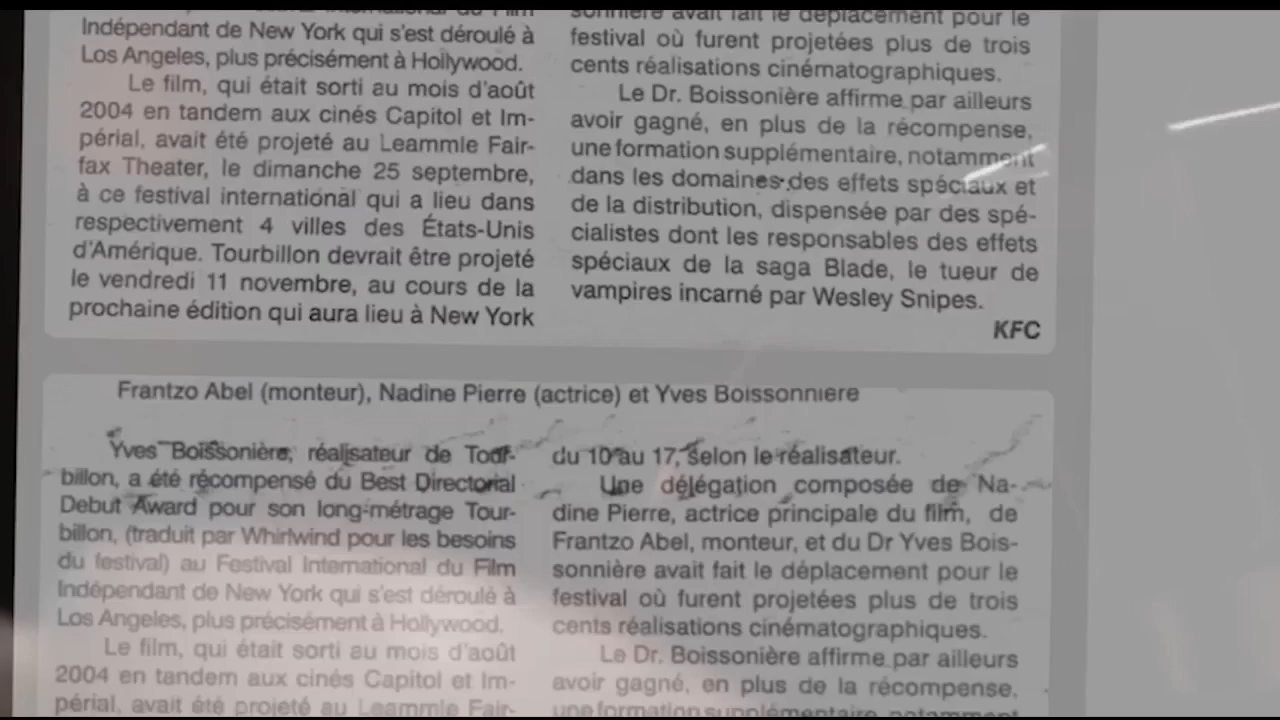 Indépendant de New York qui s'est déroulé à
Los Angeles, plus précisément à Hollywood.
Le film, qui était sorti au mois d'août
2004 en tandem aux cinés Capitol et Im-
périal, avait été projeté au Leammle Fair-
fax Theater, le dimanche 25 septembre,
à ce festival international qui a lieu dans
respectivement 4 villes des États-Unis
d'Amérique. Tourbillon devrait être projeté
le vendredi 11 novembre, au cours de la
prochaine édition qui aura lieu à New York
sonnière avait fait le déplacement pour le
festival où furent projetées plus de trois
cents réalisations cinématographiques.
Le Dr. Boissonière affirme par ailleurs
avoir gagné, en plus de la récompense,
une formation supplémentaire, notamment
dans les domaines des effets spéciaux et
de la distribution, dispensée par des spé-
cialistes dont les responsables des effets
spéciaux de la saga Blade, le tueur de
vampires incarné par Wesley Snipes.
KFC
Frantzo Abel (monteur), Nadine Pierre (actrice) et Yves Boissonniere
Yves Boissonière, réalisateur de Tour-
billon, a été récompensé du Best Directorial
Debut Award pour son long-métrage Tour-
billon, (traduit par Whirlwind pour les besoins
du festival) au Festival International du Film
Indépendant de New York qui s'est déroulé à
Los Angeles, plus précisément à Hollywood.
Le film, qui était sorti au mois d'août
2004 en tandem aux cinés Capitol et Im-
périal, avait été projeté au Leammle Fair-
du 10 au 17, selon le réalisateur.
Une délégation composée de Na-
dine Pierre, actrice principale du film, de
Frantzo Abel, monteur, et du Dr Yves Bois-
sonnière avait fait le déplacement pour le
festival où furent projetées plus de trois
cents réalisations cinématographiques.
Le Dr. Boissonière affirme par ailleurs
avoir gagné, en plus de la récompense,
une formation supplémentaire, notamment